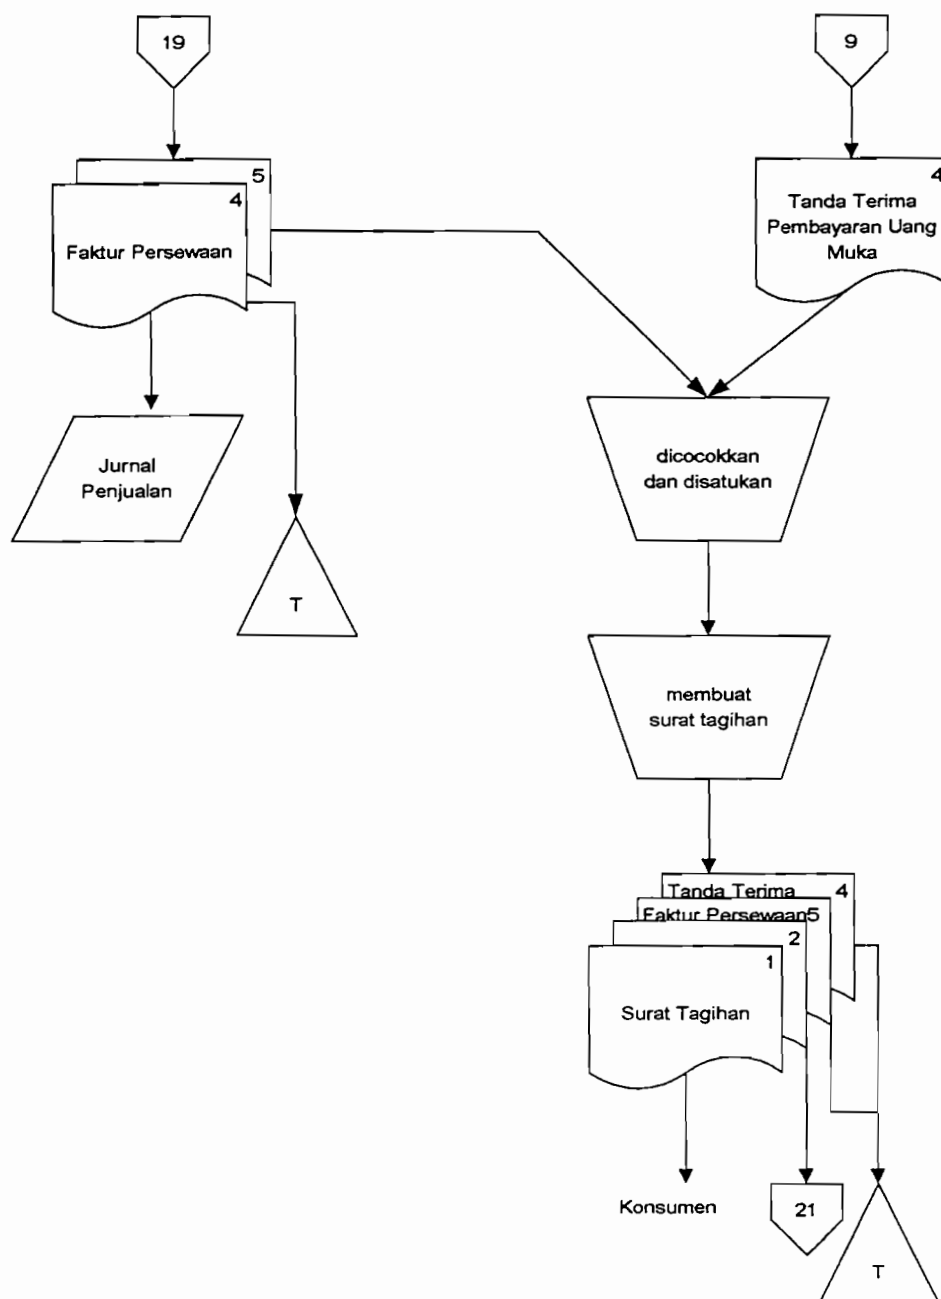 19
9
5
4
Faktur Persewaan
4
Tanda Terima
Pembayaran Uang
Muka
Jurnal
Penjualan
T
dicocokkan
dan disatukan
membuat
surat tagihan
Tanda Terima 4
Faktur Persewaan5
2
1
Surat Tagihan
Konsumen
21
T